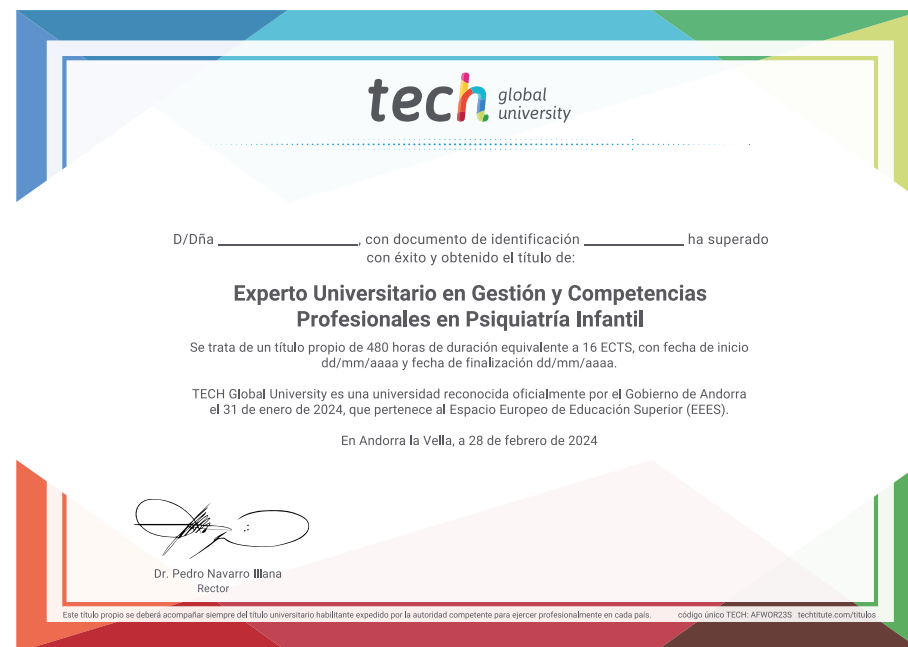 tech global university
D/Dña ______________, con documento de identificación __________ ha superado
con éxito y obtenido el título de:
Experto Universitario en Gestión y Competencias
Profesionales en Psiquiatría Infantil
Se trata de un título propio de 480 horas de duración equivalente a 16 ECTS, con fecha de inicio
dd/mm/aaaa y fecha de finalización dd/mm/aaaa.
TECH Global University es una universidad reconocida oficialmente por el Gobierno de Andorra
el 31 de enero de 2024, que pertenece al Espacio Europeo de Educación Superior (EEES).
En Andorra la Vella, a 28 de febrero de 2024
Dr. Pedro Navarro Illana
Rector
Este título propio se deberá acompañar siempre del título universitario habilitante expedido por la autoridad competente para ejercer profesionalmente en cada país. código único TECH: AFWOR23S techtitute.com/titulos